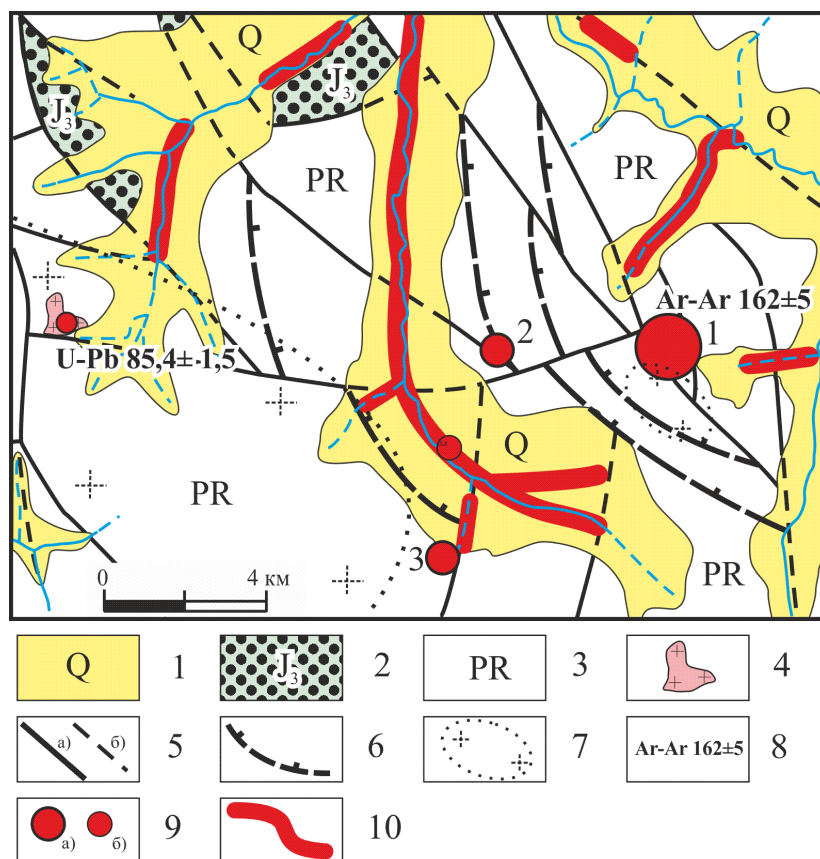 Q
J3
J3
Q
PR
PR
Ar-Ar 162±5
1
2
U-Pb 85,4±1,5
Q
PR
3
PR
0 4 км
Q 1
J3 2
PR 3
4
а) б) 5
6
7
Ar-Ar 162±5 8
а) б) 9
10